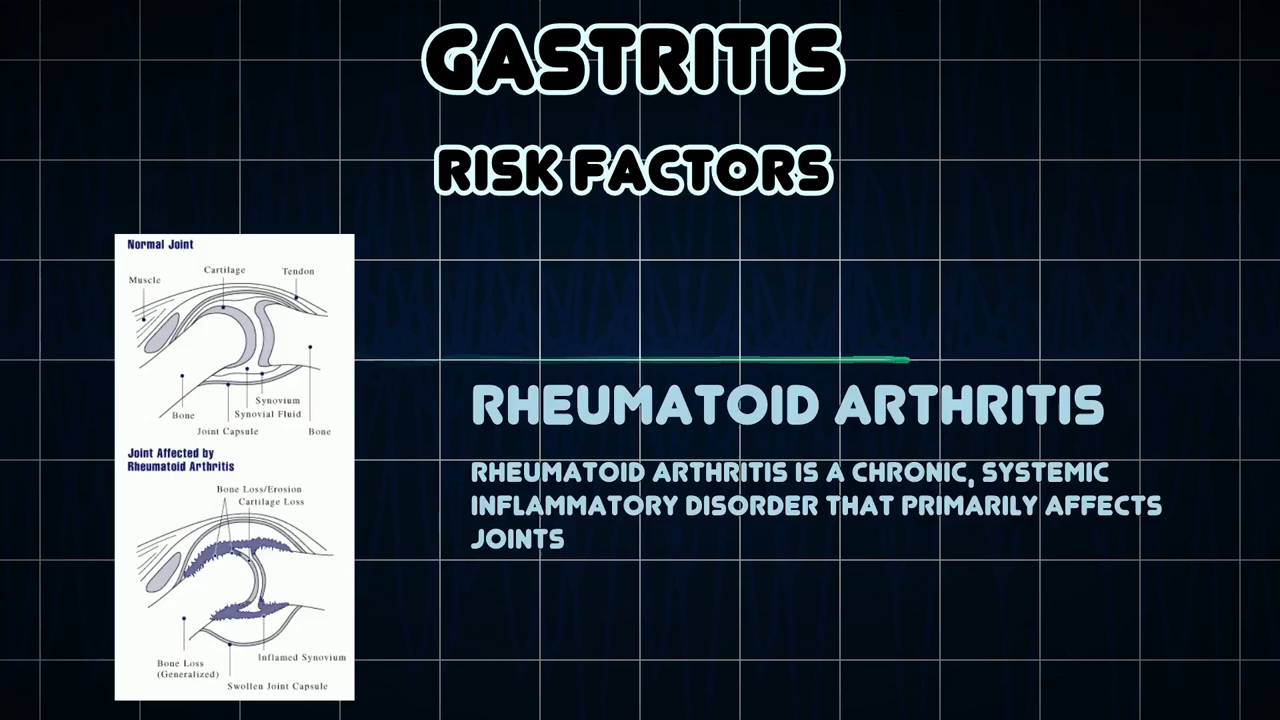 GASTRITIS
RISK FACTORS
Normal Joint
Cartilage
Tendon
Muscle
Synovium
Bone
Synovial Fluid
Joint Capsule
Bone
Joint Affected by
Rheumatoid Arthritis
Bone Loss/Erosion
Cartilage Loss
Inflamed Synovium
Bone Loss
(Generalized)
Swollen Joint Capsule
RHEUMATOID ARTHRITIS
RHEUMATOID ARTHRITIS IS A CHRONIC, SYSTEMIC
INFLAMMATORY DISORDER THAT PRIMARILY AFFECTS
JOINTS